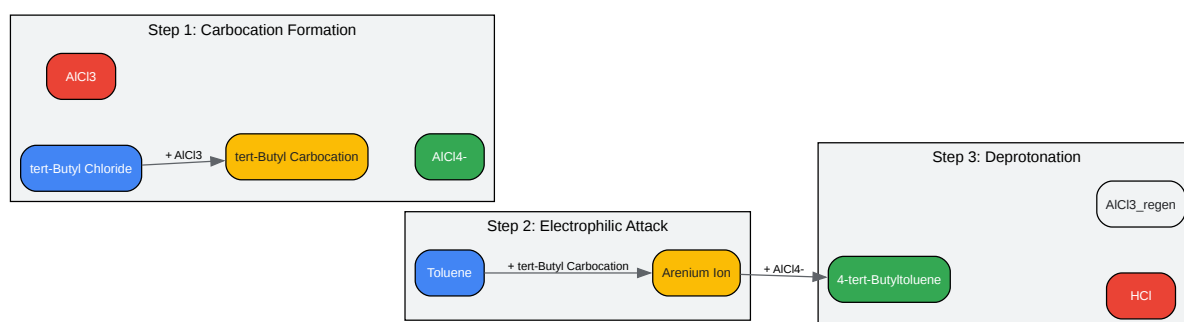 Step 1: Carbocation Formation
AlCl3
tert-Butyl Chloride
+ AlCl3
tert-Butyl Carbocation
AlCl4-
Step 2: Electrophilic Attack
Toluene
+ tert-Butyl Carbocation
Arenium Ion
+ AlCl4-
Step 3: Deprotonation
AlCl3_regen
4-tert-Butyltoluene
HCl